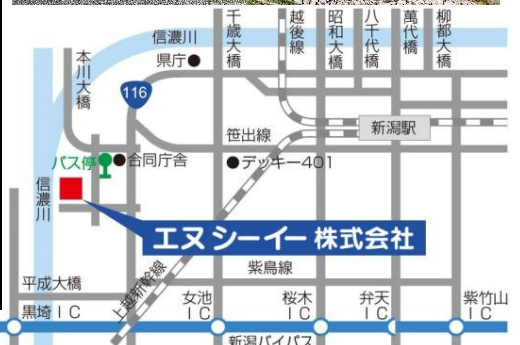 信濃川
県庁
本川大橋
千歳大橋
越後線
昭和大橋
八千代橋
萬代橋
柳都大橋
116
笹出線
新潟駅
バス停
合同庁舎
デッキー401
信濃川
エヌシーイー株式会社
紫鳥線
上越新幹線
平成大橋
黒埼IC
女池IC
桜木IC
弁天IC
紫竹山IC
新潟バイパス